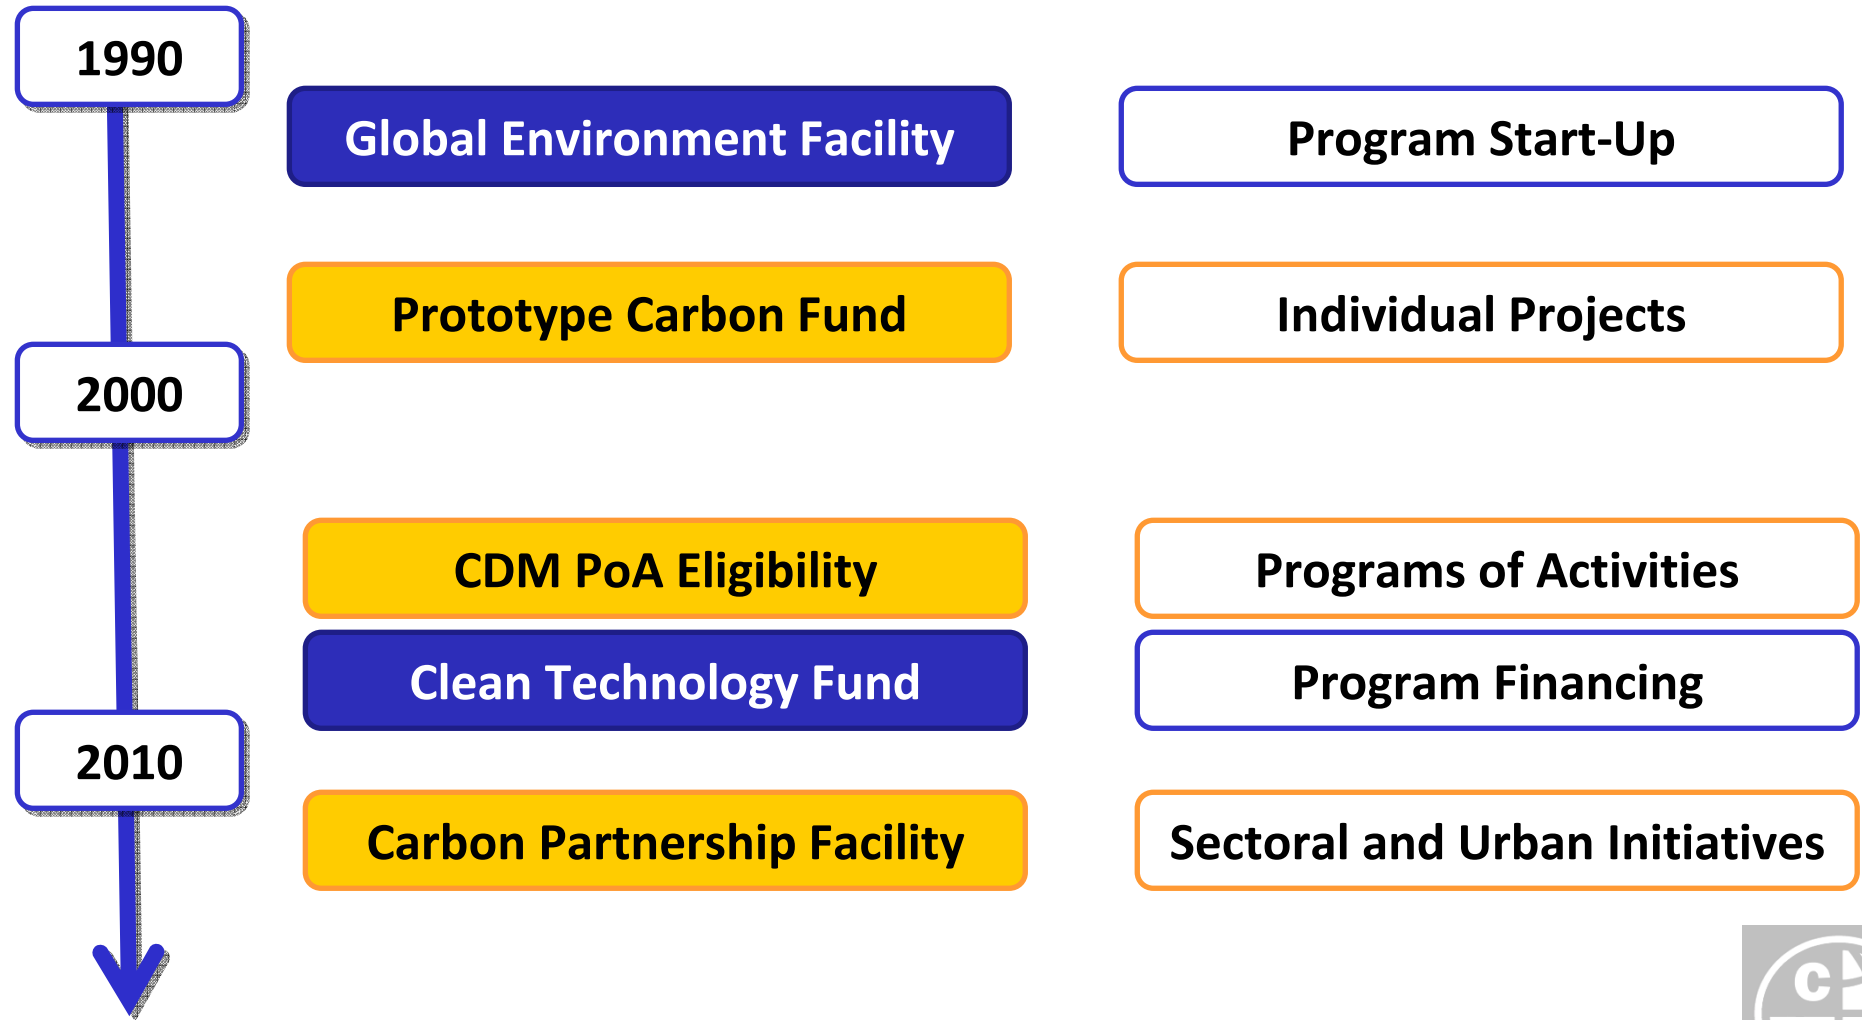 1990
Global Environment Facility
Program Start-Up
Prototype Carbon Fund
Individual Projects
2000
CDM PoA Eligibility
Programs of Activities
Clean Technology Fund
Program Financing
2010
Carbon Partnership Facility
Sectoral and Urban Initiatives
C